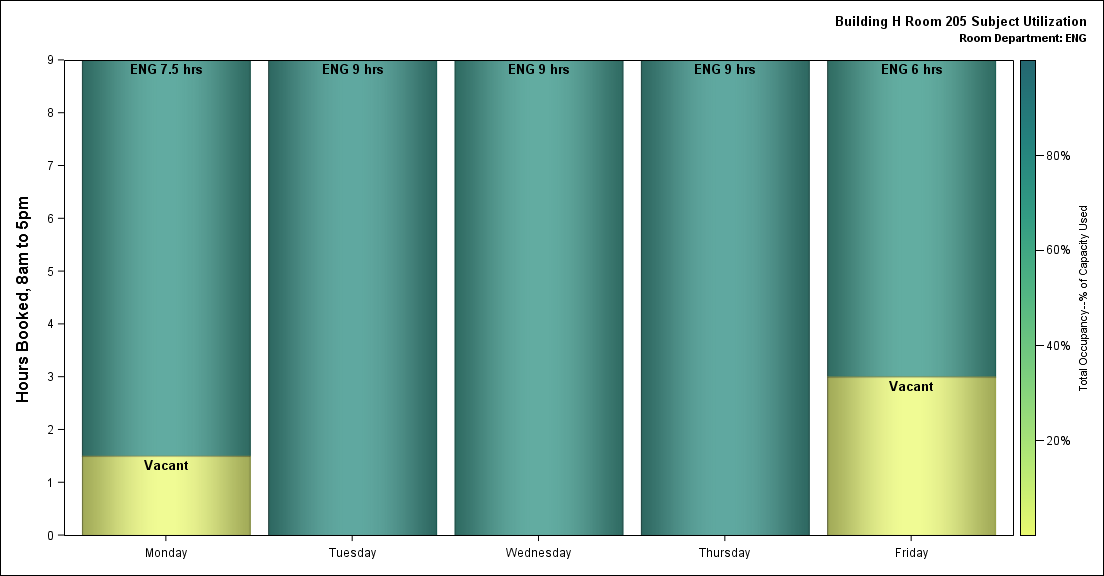 Building H Room 205 Subject Utilization
Room Department: ENG
Hours Booked, 8am to 5pm
9
8
7
6
5
4
3
2
1
0
ENG 7.5 hrs
ENG 9 hrs
ENG 9 hrs
ENG 9 hrs
ENG 6 hrs
Vacant
Vacant
Monday
Tuesday
Wednesday
Thursday
Friday
80%
60%
40%
20%
Total Occupancy--% of Capacity Used